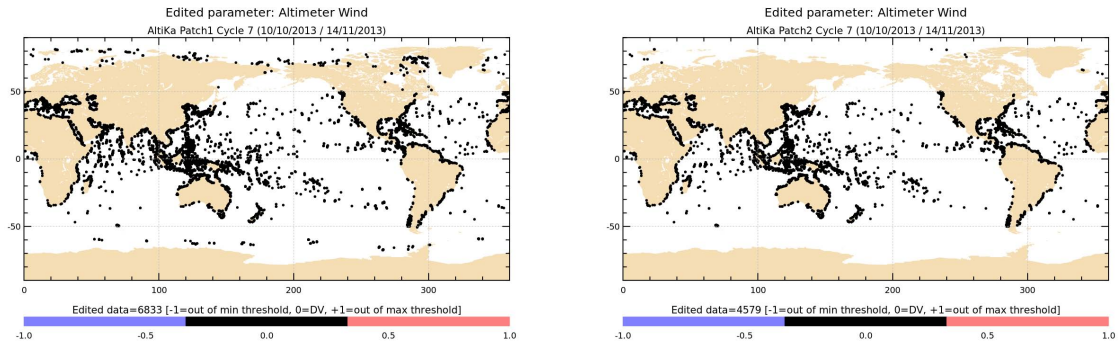 Edited parameter: Altimeter Wind
AltiKa Patch1 Cycle 7 (10/10/2013 / 14/11/2013)
50
0
-50
0 100 200 300
Edited data=6833 [-1=out of min threshold, 0=DV, +1=out of max threshold]
-1.0 -0.5 0.0 0.5 1.0
Edited parameter: Altimeter Wind
AltiKa Patch2 Cycle 7 (10/10/2013 / 14/11/2013)
50
0
-50
0 100 200 300
Edited data=4579 [-1=out of min threshold, 0=DV, +1=out of max threshold]
-1.0 -0.5 0.0 0.5 1.0